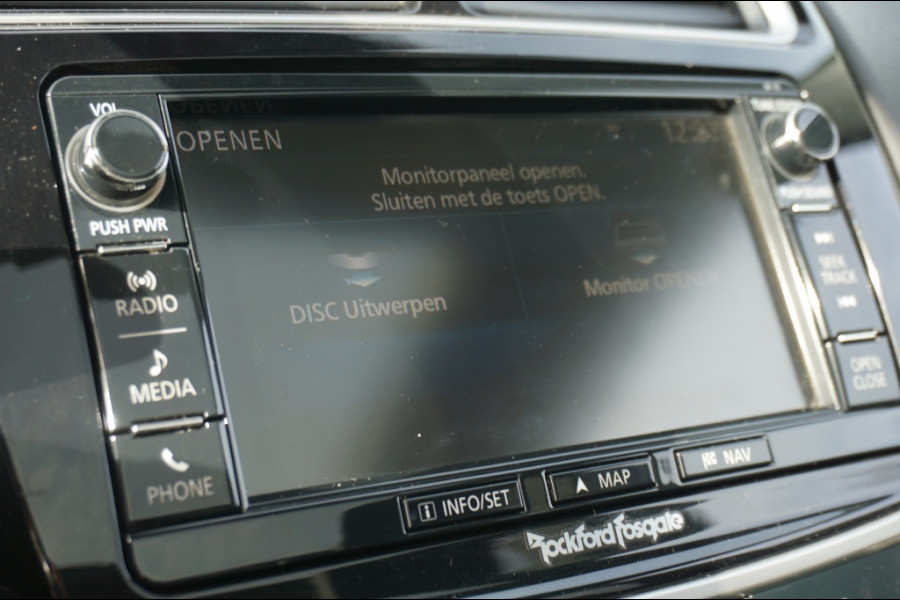 VOL
PUSH PWR
RADIO
MEDIA
PHONE
OPENEN
Monitorpaneel openen.
Sluiten met de toets OPEN.
DISC Uitwerpen
Monitor OPENEN
SEEK
TRACK
OPEN
CLOSE
INFO/SET
MAP
NAV
Rockford Fosgate